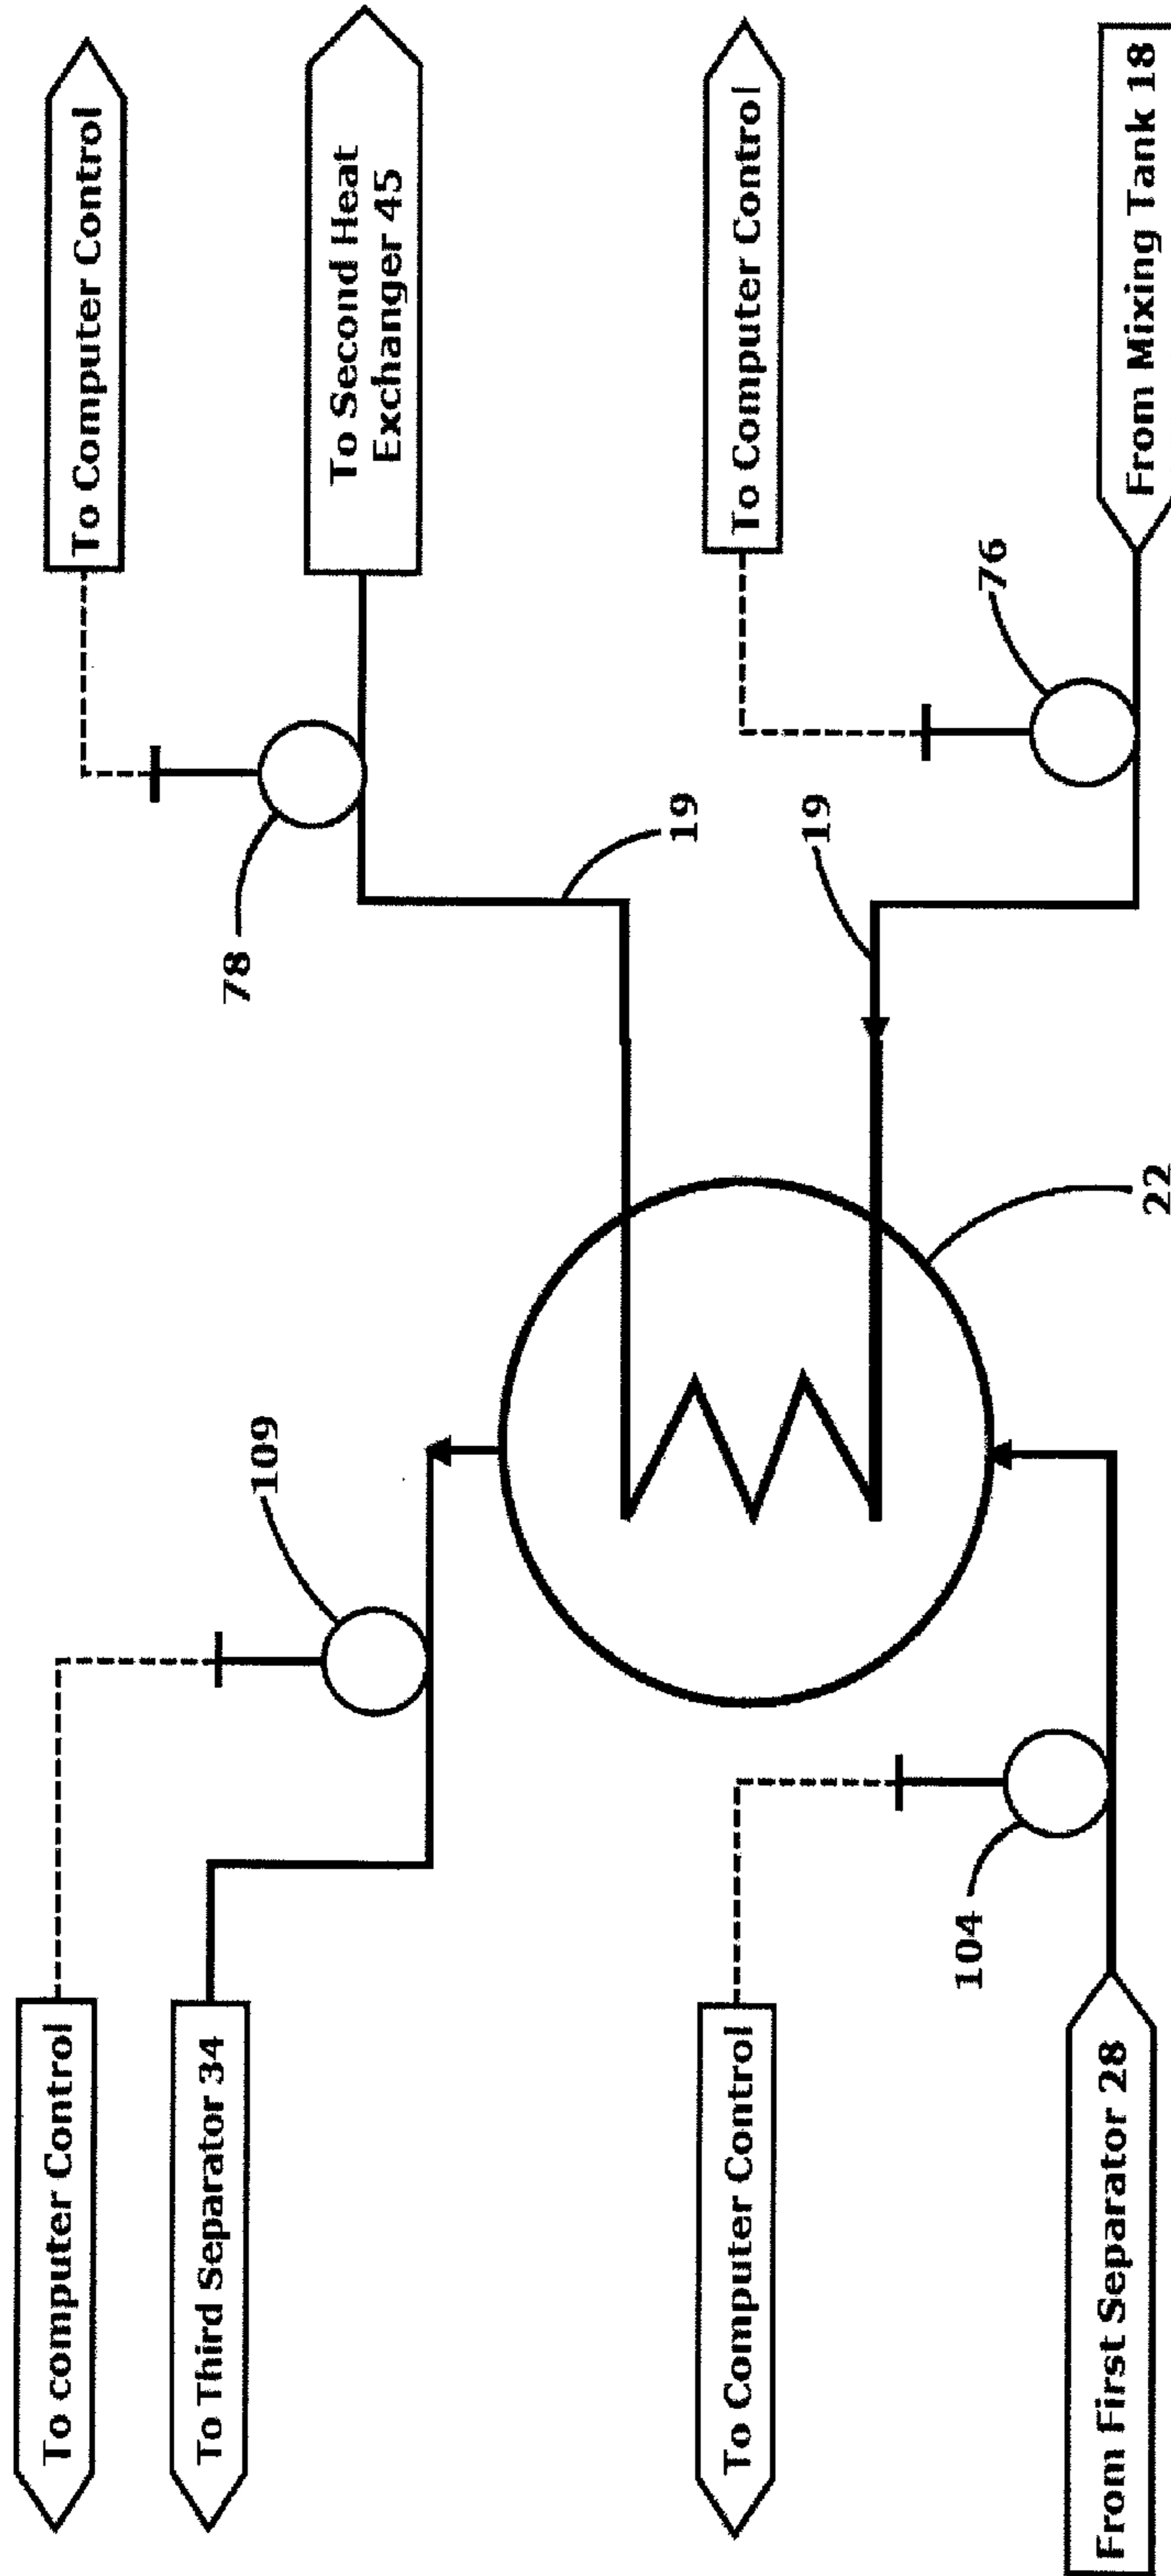 To computer Control
To Third Separator 34
109
78
To Computer Control
To Second Heat
Exchanger 45
19
19
To Computer Control
104
From First Separator 28
22
76
To Computer Control
From Mixing Tank 18